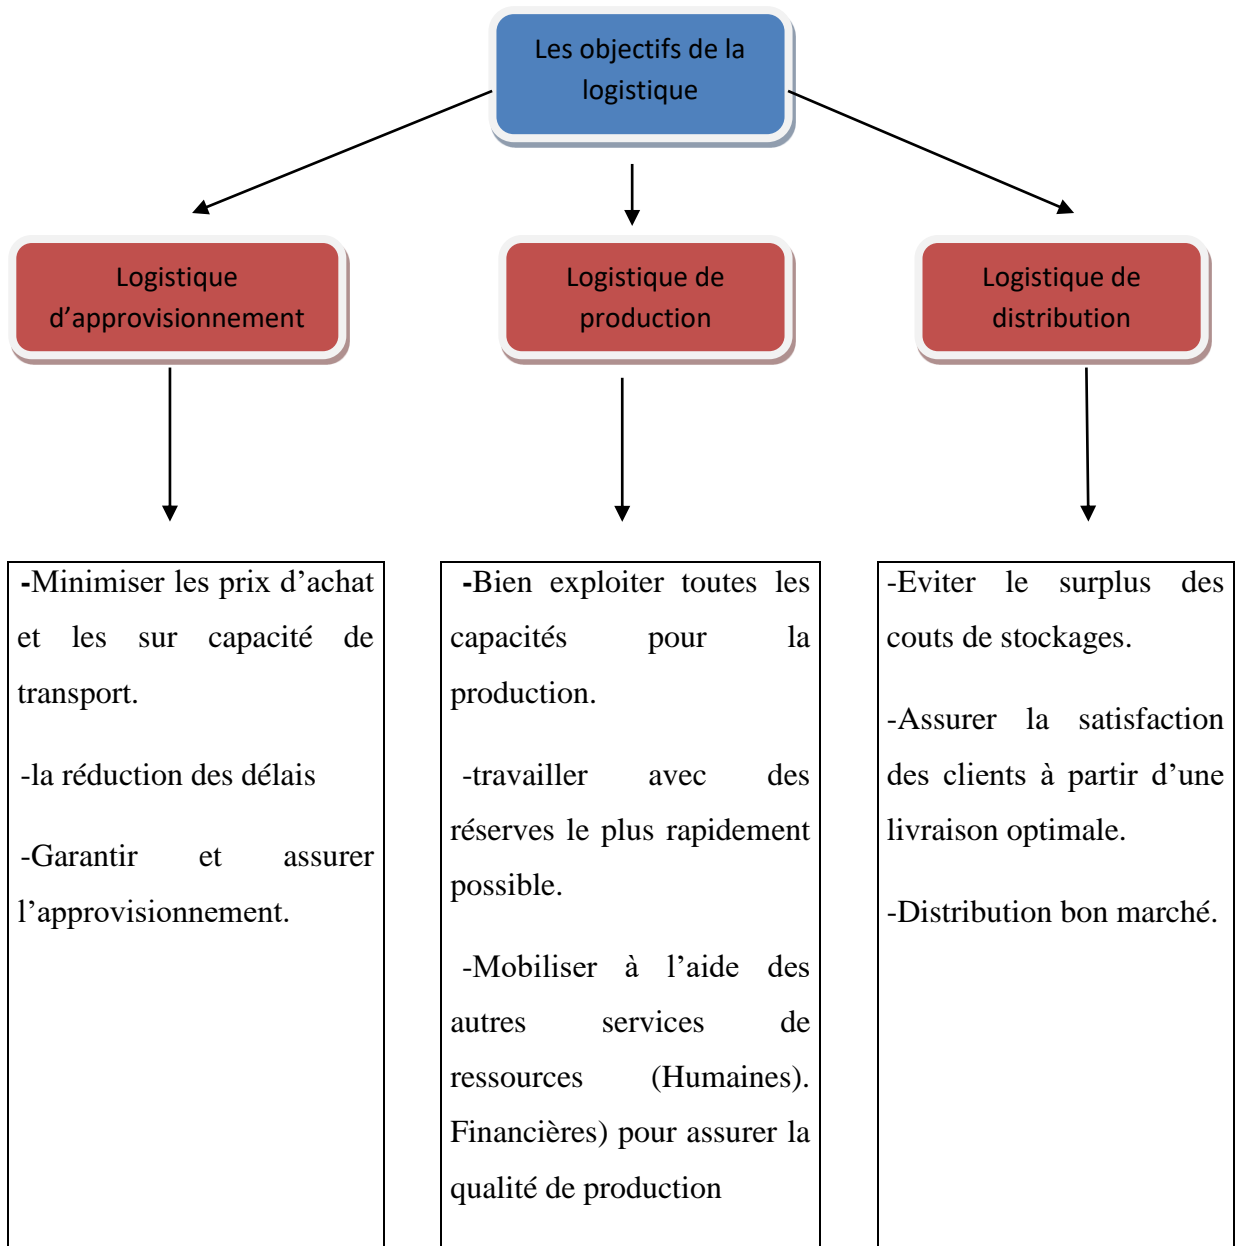 Les objectifs de la
logistique
Logistique
d’approvisionnement
Logistique de
production
Logistique de
distribution
-Minimiser les prix d’achat
et les sur capacité de
transport.
-la réduction des délais
-Garantir et assurer
l’approvisionnement.
-Bien exploiter toutes les
capacités pour la
production.
-travailler avec des
réserves le plus rapidement
possible.
-Mobiliser à l’aide des
autres services de
ressources (Humaines).
Financières) pour assurer la
qualité de production
-Eviter le surplus des
couts de stockages.
-Assurer la satisfaction
des clients à partir d’une
livraison optimale.
-Distribution bon marché.